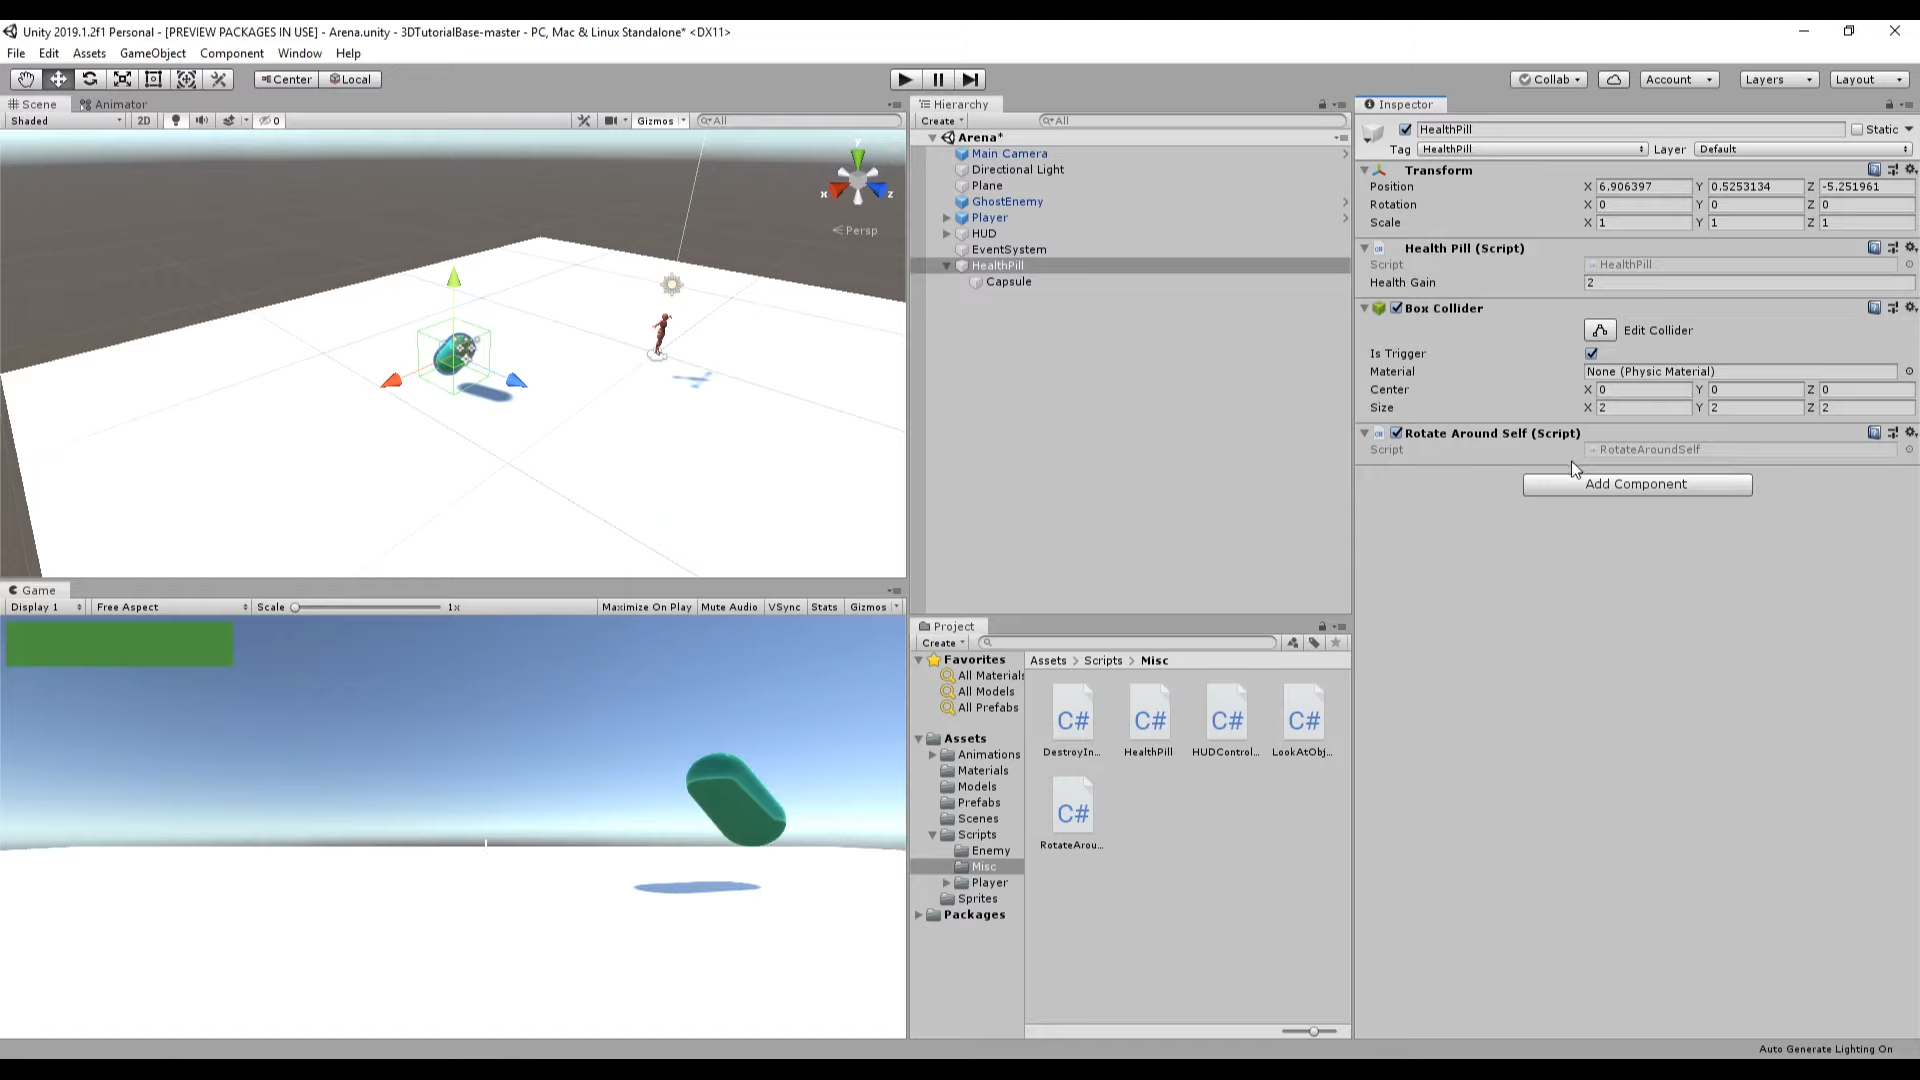 Unity 2019.1.2f1 Personal - [PREVIEW PACKAGES IN USE] - Arena.unity - 3DTutorialBase-master - PC, Mac & Linux Standalone* <DX11>
File Edit Assets GameObject Component Window Help
Center Local Collab Account Layers Layout
Scene Animator
Shaded 2D 0 Gizmos All
y
x z
Persp
Game
Display 1 Free Aspect Scale 1x Maximize On Play Mute Audio VSync Stats Gizmos
Hierarchy
Create All
Arena*
Main Camera
Directional Light
Plane
GhostEnemy
Player
HUD
EventSystem
HealthPill
Capsule
Project
Create
Favorites
All Materials
All Models
All Prefabs
Assets
Animations
Materials
Models
Prefabs
Scenes
Scripts
Enemy
Misc
Player
Sprites
Packages
Assets > Scripts > Misc
C# C# C# C#
DestroyIn... HealthPill HUDControl... LookAtObj...
C#
RotateArou...
Inspector
HealthPill Static
Tag HealthPill Layer Default
Transform
Position X 6.906397 Y 0.5253134 Z -5.251961
Rotation X 0 Y 0 Z 0
Scale X 1 Y 1 Z 1
Health Pill (Script)
Script HealthPill
Health Gain 2
Box Collider
Edit Collider
Is Trigger
Material None (Physic Material)
Center X 0 Y 0 Z 0
Size X 2 Y 2 Z 2
Rotate Around Self (Script)
Script RotateAroundSelf
Add Component
Auto Generate Lighting On